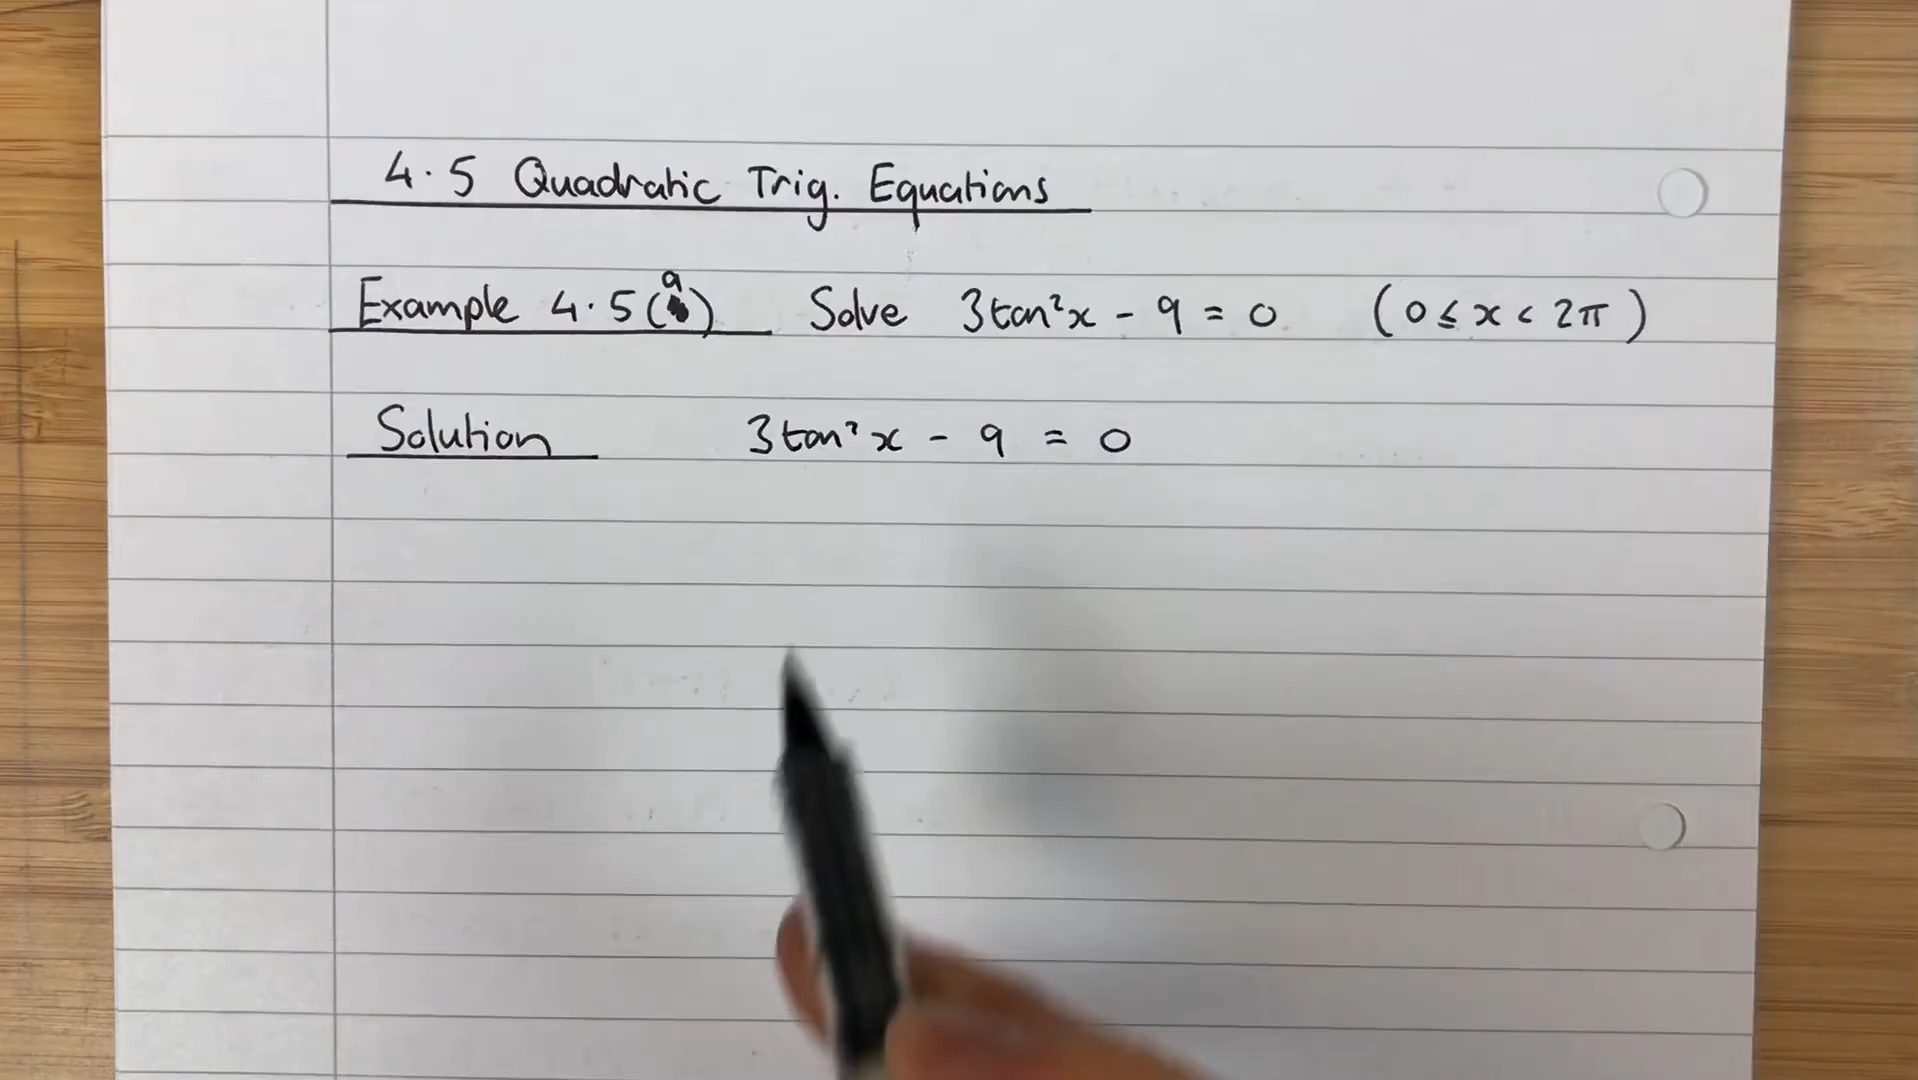 4.5 Quadratic Trig. Equations
Example 4.5(a) Solve 3tan²x - 9 = 0 (0 ≤ x < 2π)
Solution 3tan²x - 9 = 0